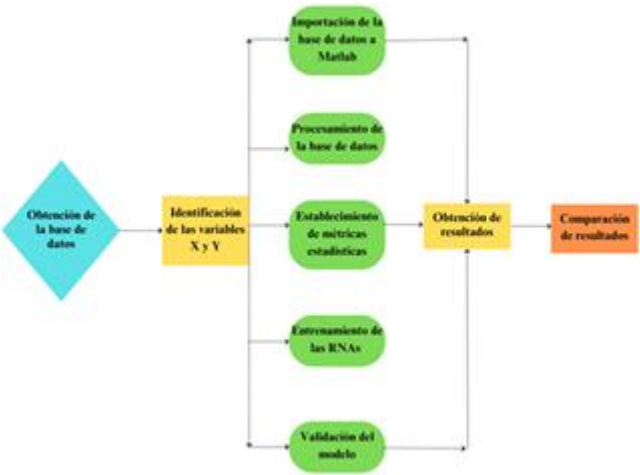 Obtención de
la base de
datos
Identificación
de las variables
X y Y
Importación de la
base de datos a
Matlab
Procesamiento de
la base de datos
Establecimiento
de métricas
estadísticas
Entrenamiento de
las RNAs
Validación del
modelo
Obtención de
resultados
Comparación
de resultados